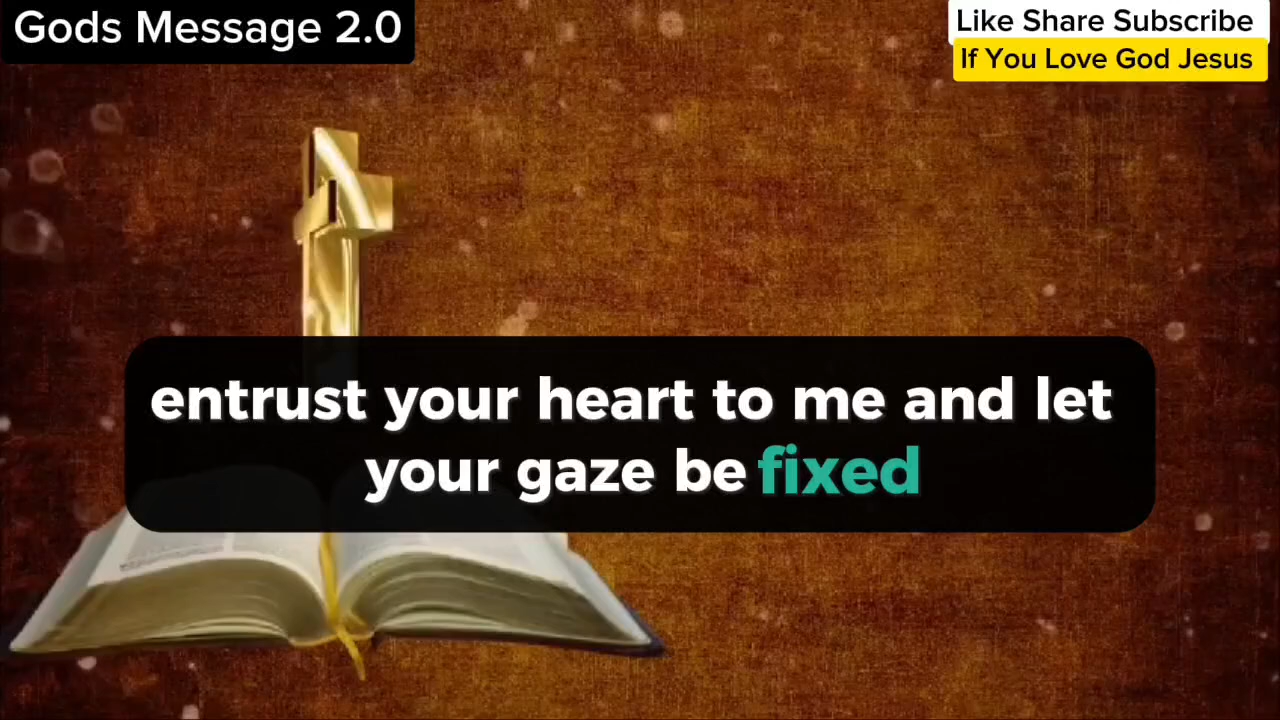 Gods Message 2.0
Like Share Subscribe
If You Love God Jesus
entrust your heart to me and let
your gaze be fixed